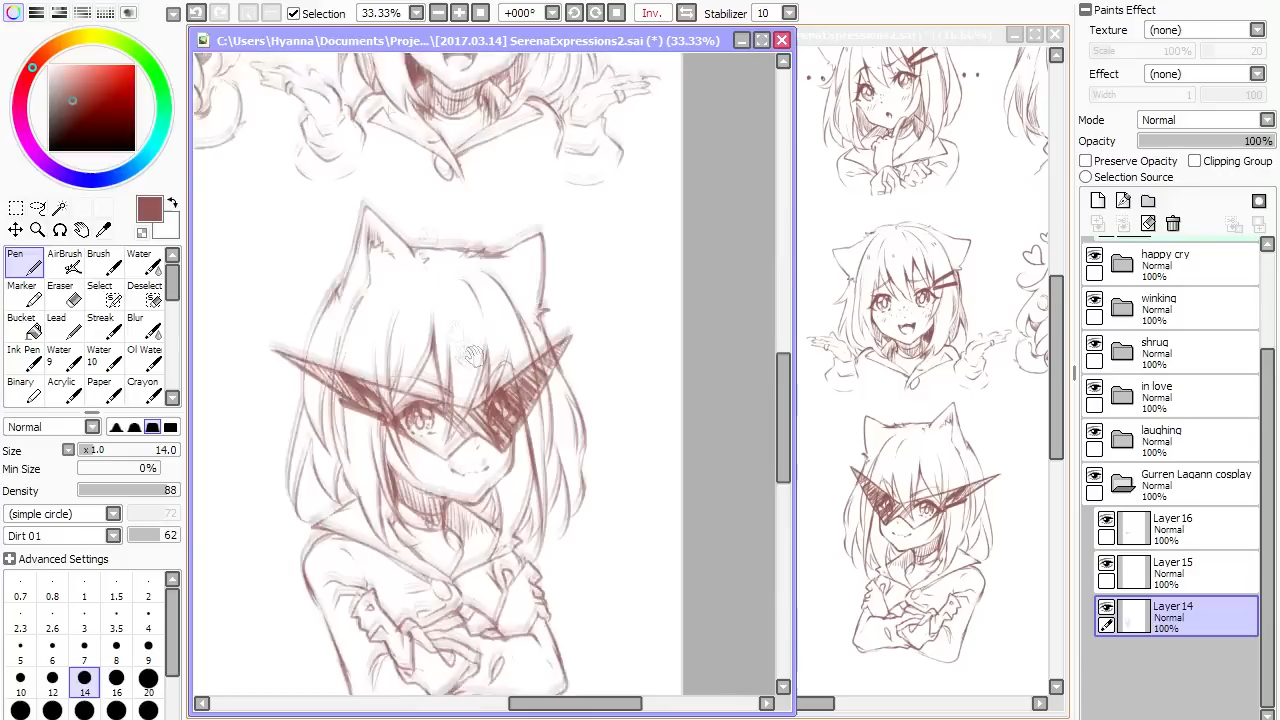 Selection
33.33%
+000°
Inv.
Stabilizer
10
C:\Users\Hyanna\Documents\Proje...\[2017.03.14] SerenaExpressions2.sai (*) (33.33%)
Pen
AirBrush
Brush
Water
Marker
Eraser
Select
Deselect
Bucket
Lead
Streak
Blur
Ink Pen
Water 9
Water 10
Oil Water
Binary
Acrylic
Paper
Crayon
Normal
Size
x1.0
14.0
Min Size
0%
Density
88
(simple circle)
72
Dirt 01
62
Advanced Settings
0.7 0.8 1 1.5 2
2.3 2.6 3 3.5 4
5 6 7 8 9
10 12 14 16 20
Paints Effect
Texture
(none)
Scale
100%
20
Effect
(none)
Width
1
100
Mode
Normal
Opacity
100%
Preserve Opacity
Clipping Group
Selection Source
happy cry
Normal
100%
winking
Normal
100%
shrug
Normal
100%
in love
Normal
100%
laughing
Normal
100%
Gurren Lagann cosplay
Normal
100%
Layer16
Normal
100%
Layer15
Normal
100%
Layer14
Normal
100%